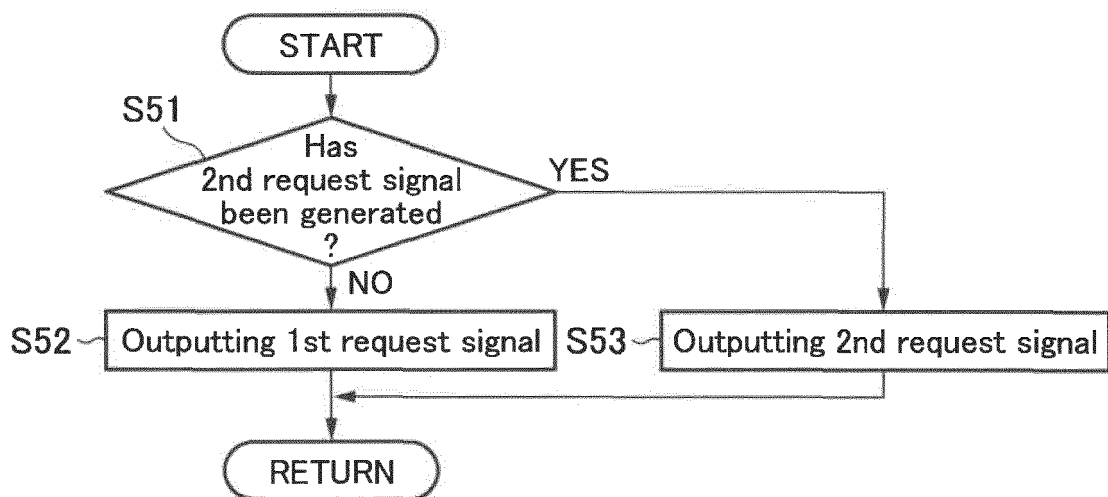 START
S51
Has
2nd request signal
been generated
?
YES
NO
S52
Outputting 1st request signal
S53
Outputting 2nd request signal
RETURN